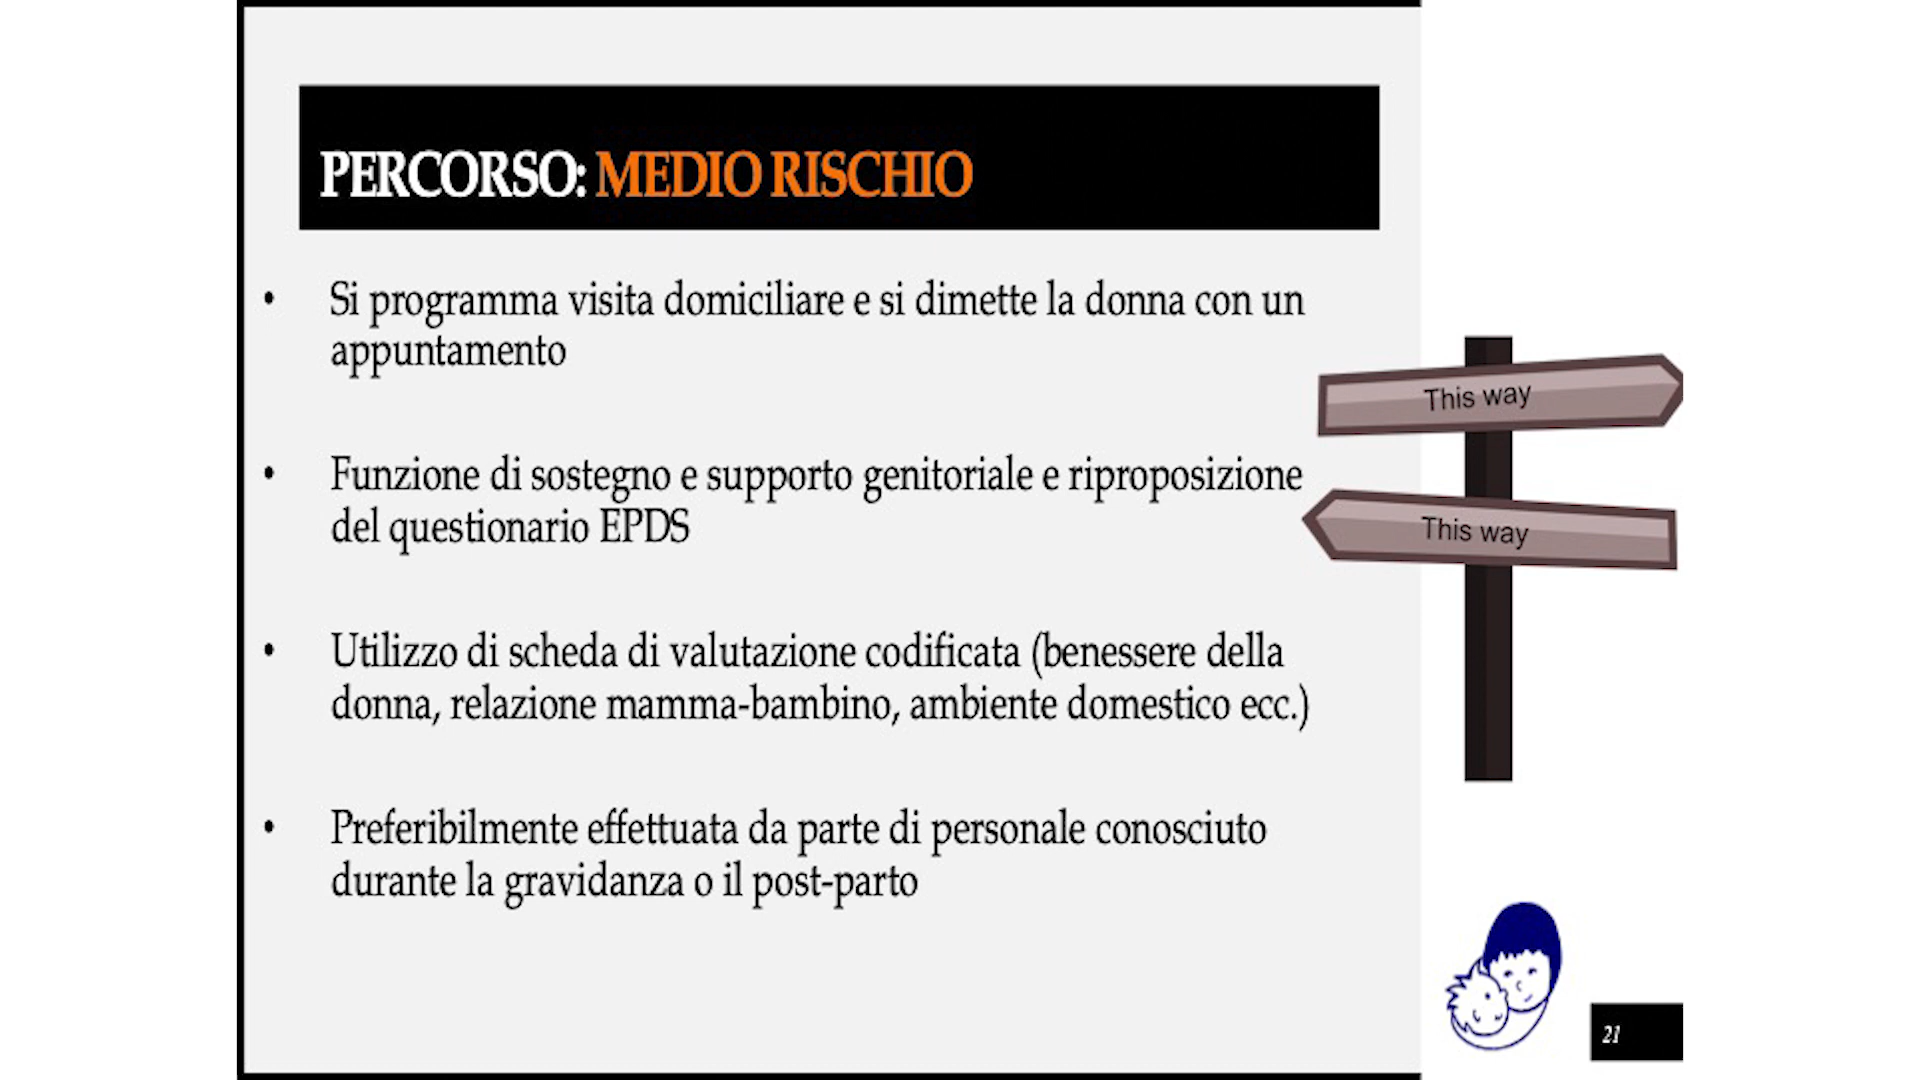 PERCORSO: MEDIO RISCHIO
• Si programma visita domiciliare e si dimette la donna con un
appuntamento
• Funzione di sostegno e supporto genitoriale e riproposizione
del questionario EPDS
• Utilizzo di scheda di valutazione codificata (benessere della
donna, relazione mamma-bambino, ambiente domestico ecc.)
• Preferibilmente effettuata da parte di personale conosciuto
durante la gravidanza o il post-parto
This way
This way
21